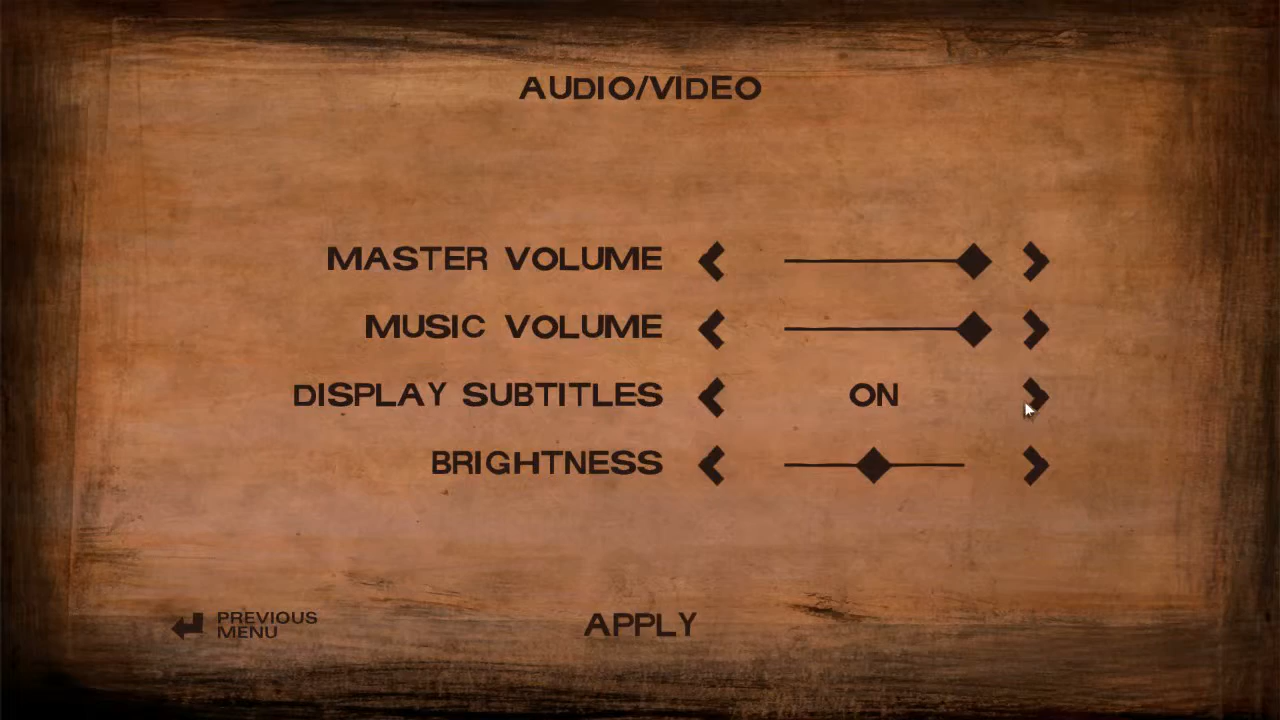 AUDIO/VIDEO
MASTER VOLUME
MUSIC VOLUME
DISPLAY SUBTITLES ON
BRIGHTNESS
PREVIOUS
MENU
APPLY